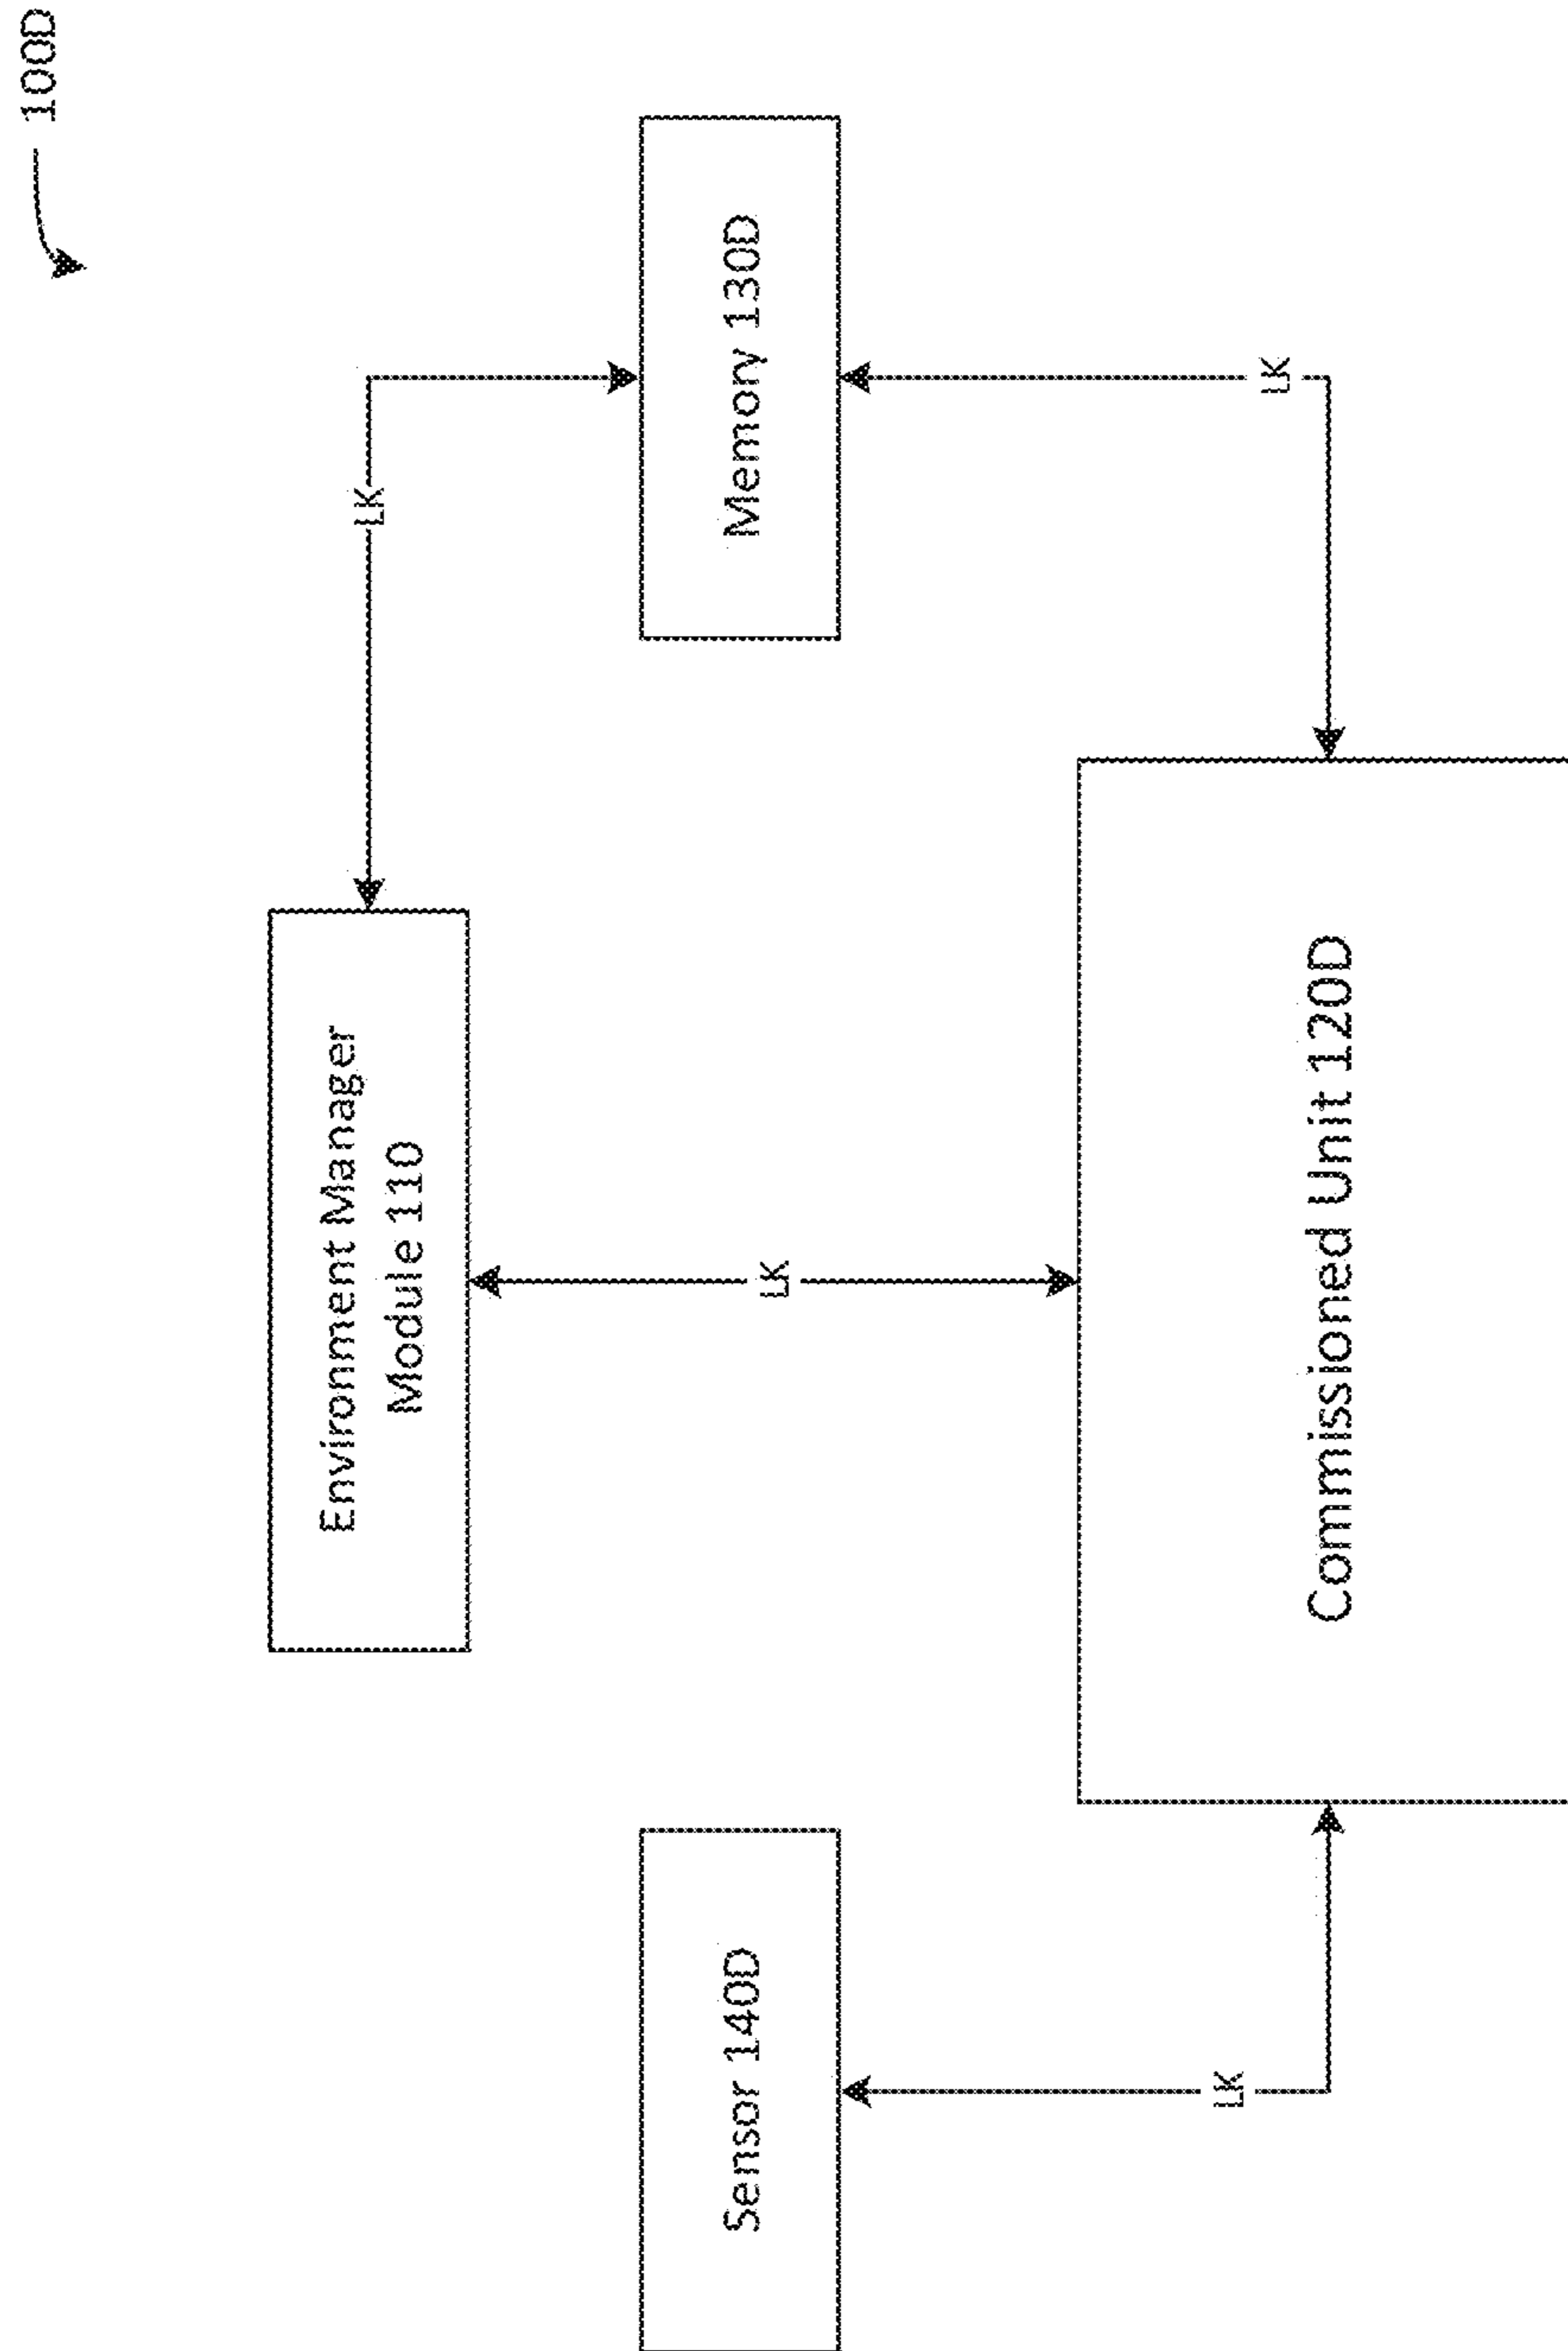 100D
Environment Manager
Module 110
LK
Sensor 140D
Memory 130D
LK
LK
LK
Commissioned Unit 120D